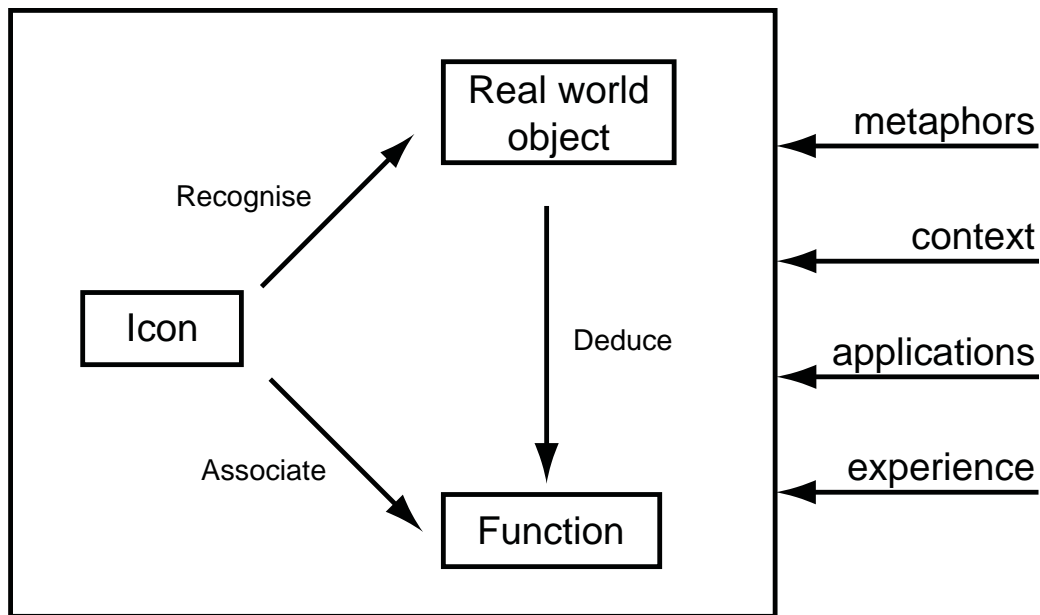 Real world
object
metaphors
Recognise
context
Icon
Deduce
applications
Associate
experience
Function